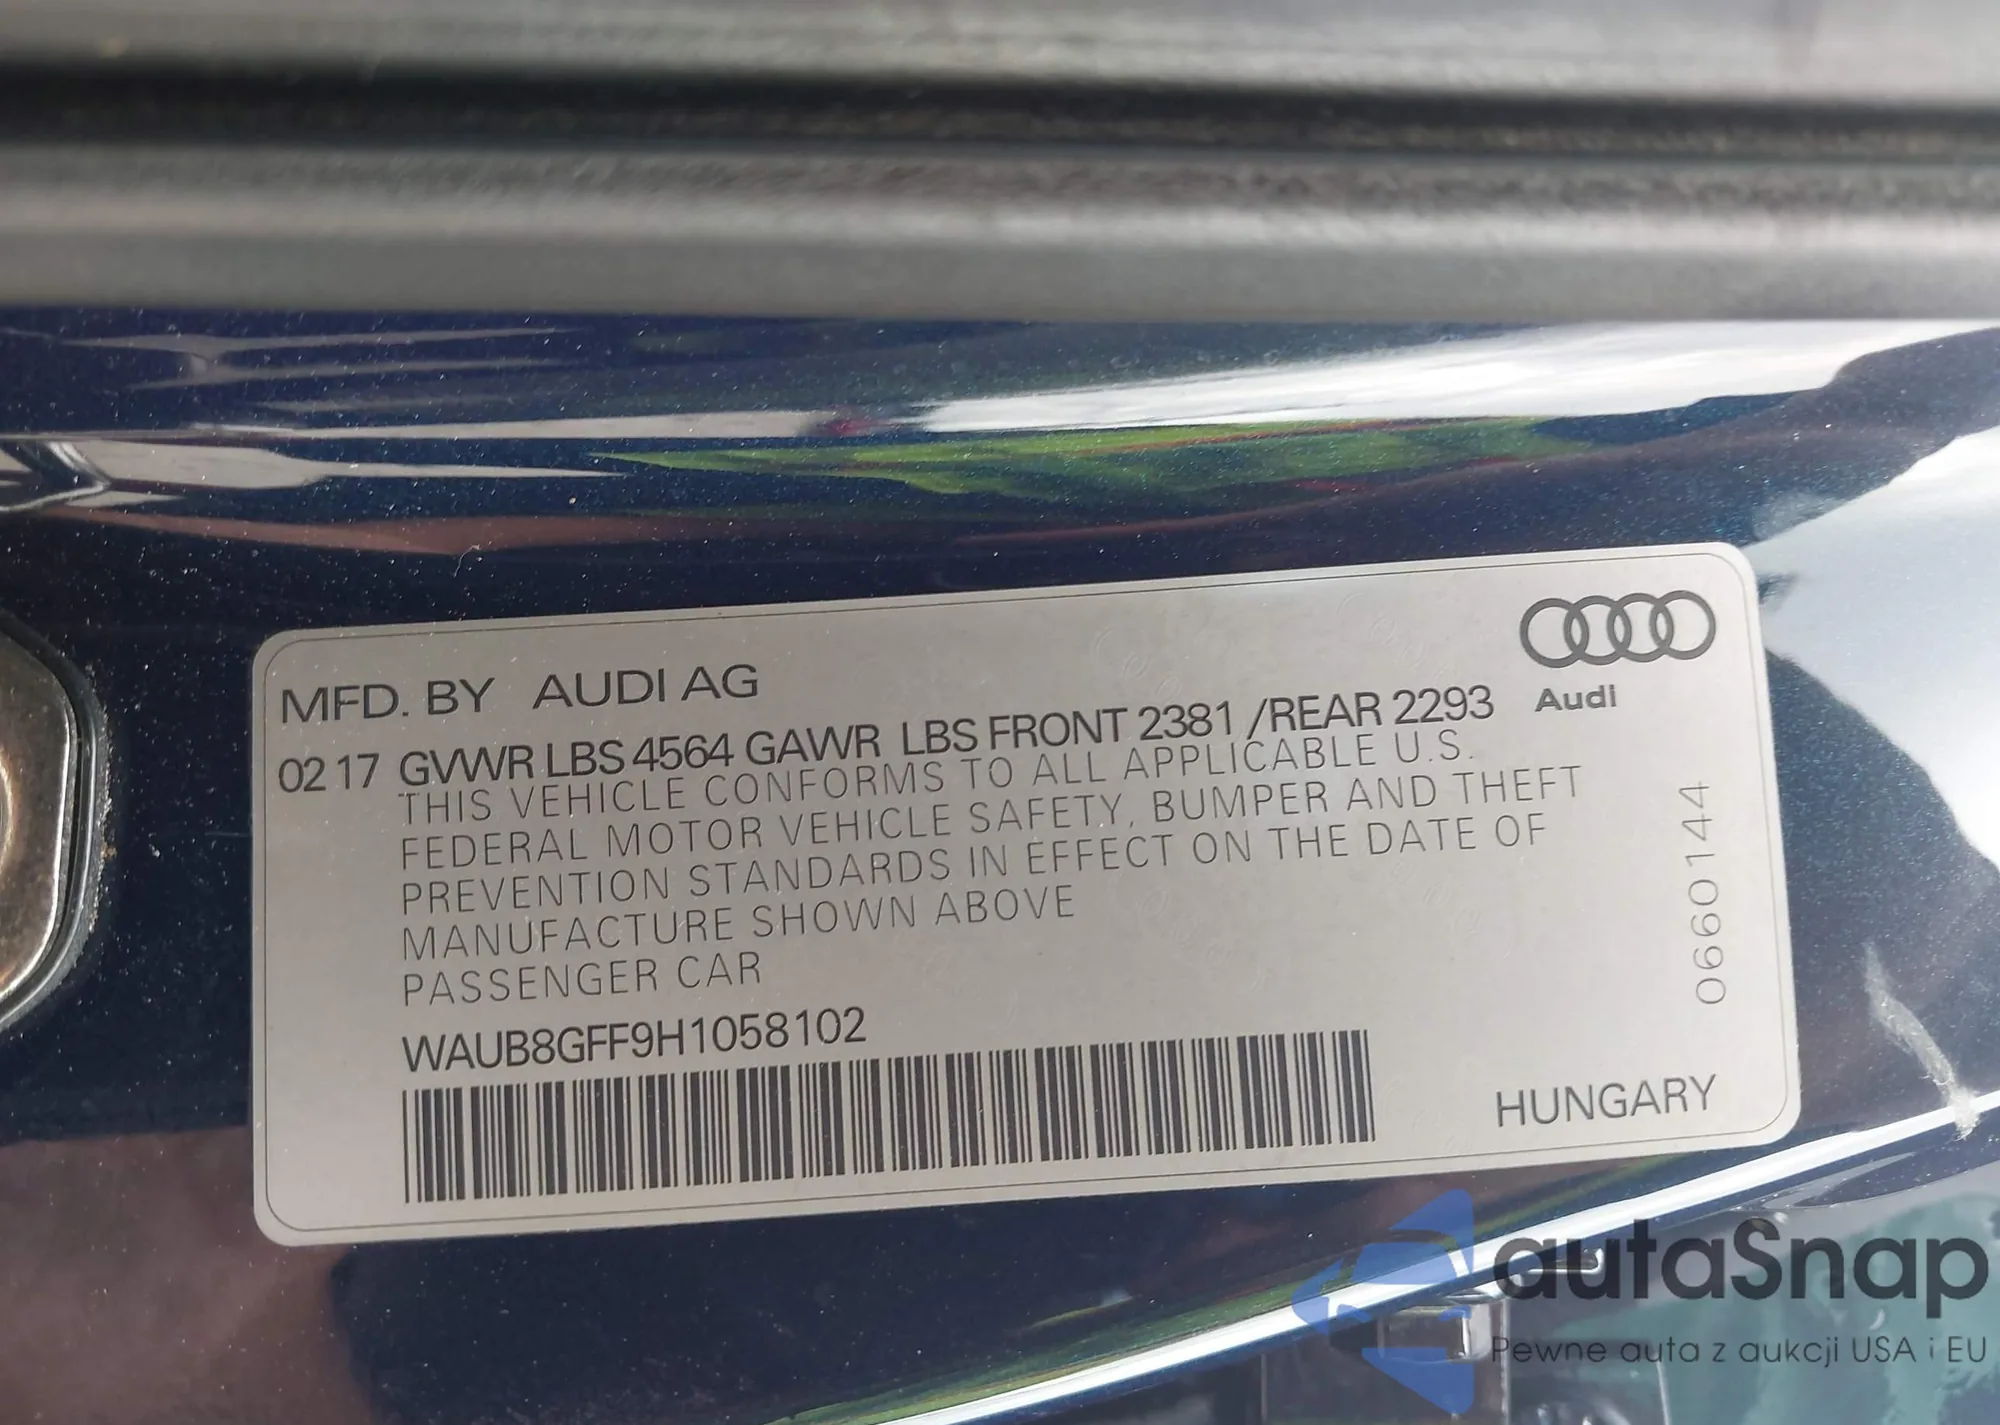 MFD. BY AUDI AG
Audi
02 17 GVWR LBS 4564 GAWR LBS FRONT 2381 /REAR 2293
THIS VEHICLE CONFORMS TO ALL APPLICABLE U.S.
FEDERAL MOTOR VEHICLE SAFETY, BUMPER AND THEFT
PREVENTION STANDARDS IN EFFECT ON THE DATE OF
MANUFACTURE SHOWN ABOVE
PASSENGER CAR
0660144
WAUB8GFF9H1058102
HUNGARY
autaSnap
Pewne auta z aukcji USA i EU